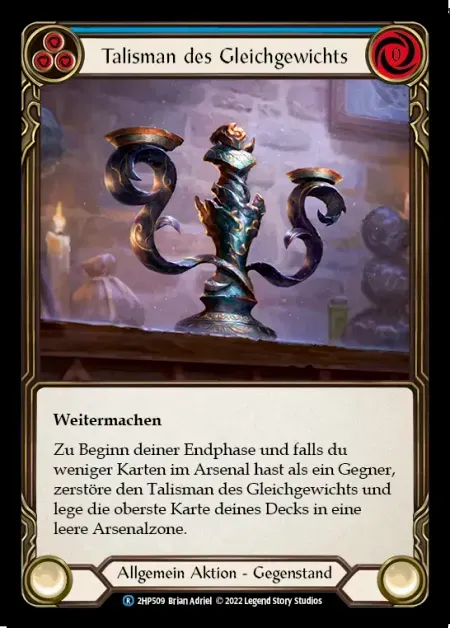 Talisman des Gleichgewichts
0
Weitermachen
Zu Beginn deiner Endphase und falls du
weniger Karten im Arsenal hast als ein Gegner,
zerstöre den Talisman des Gleichgewichts und
lege die oberste Karte deines Decks in eine
leere Arsenalzone.
Allgemein Aktion - Gegenstand
R 2HP509 Brian Adriel © 2022 Legend Story Studios